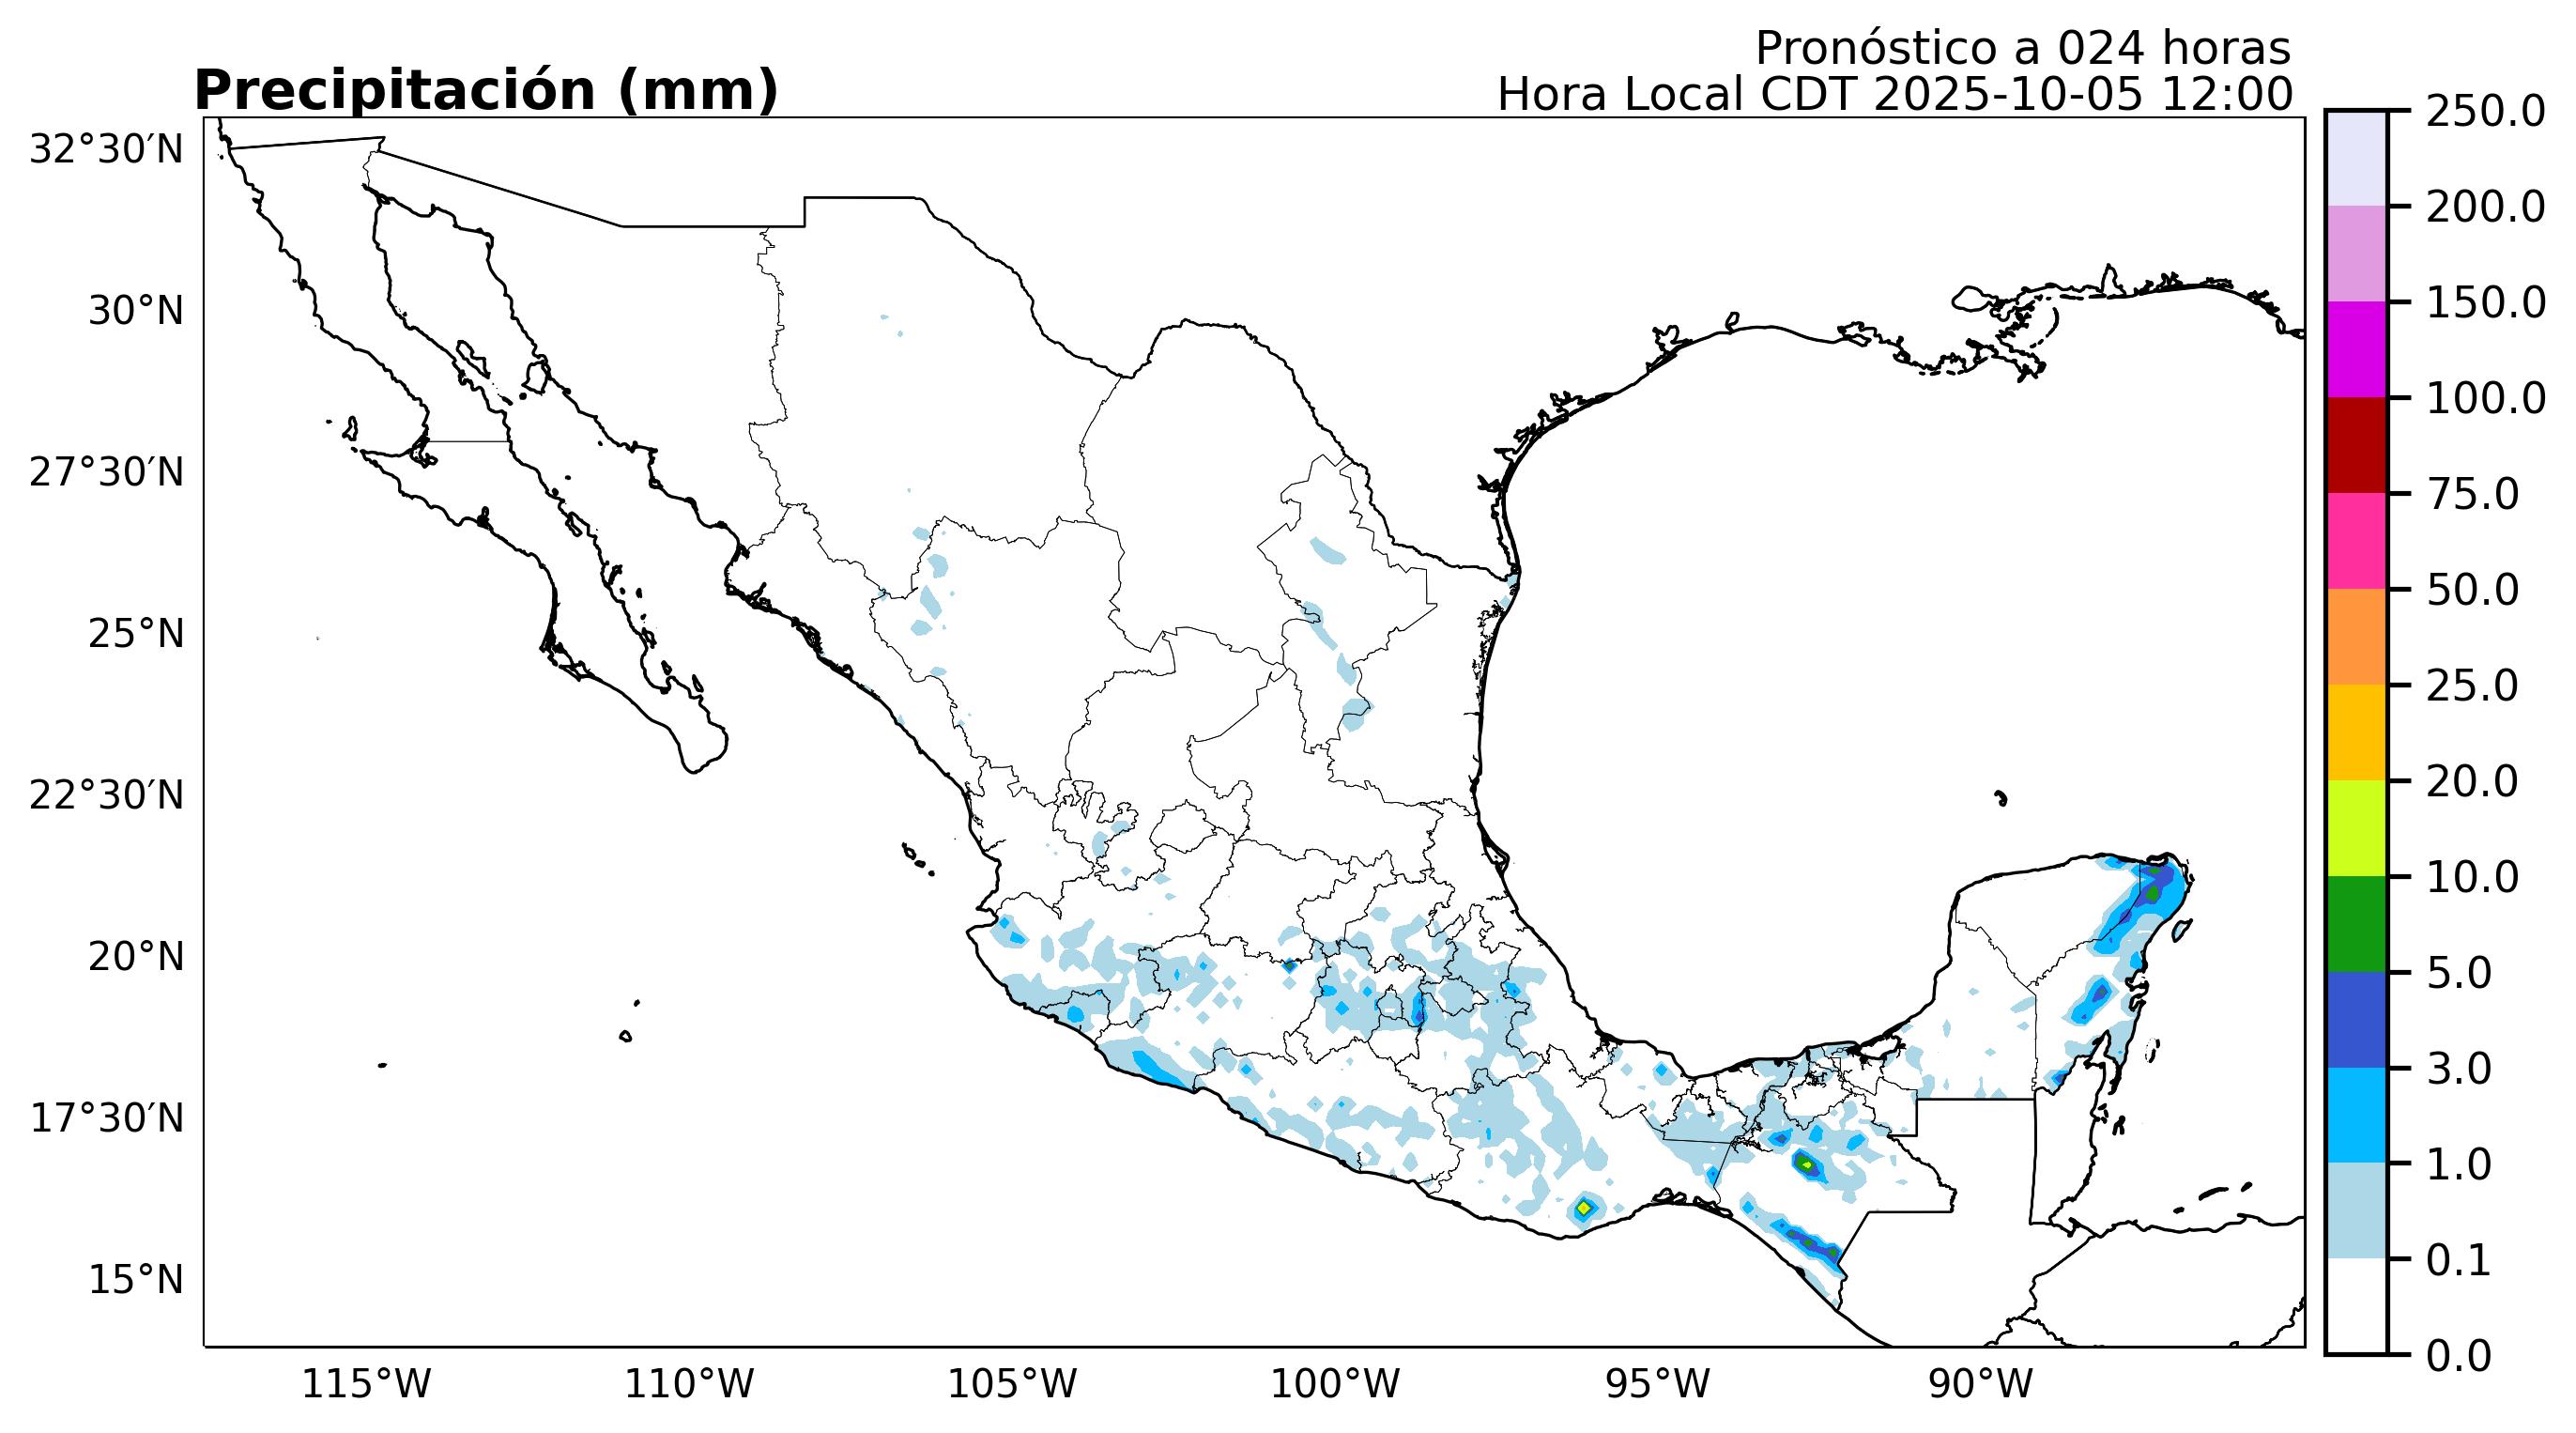 Pronóstico a 024 horas
Precipitación (mm)
Hora Local CDT 2025-10-05 12:00
32°30′N
30°N
27°30′N
25°N
22°30′N
20°N
17°30′N
15°N
115°W
110°W
105°W
100°W
95°W
90°W
250.0
200.0
150.0
100.0
75.0
50.0
25.0
20.0
10.0
5.0
3.0
1.0
0.1
0.0